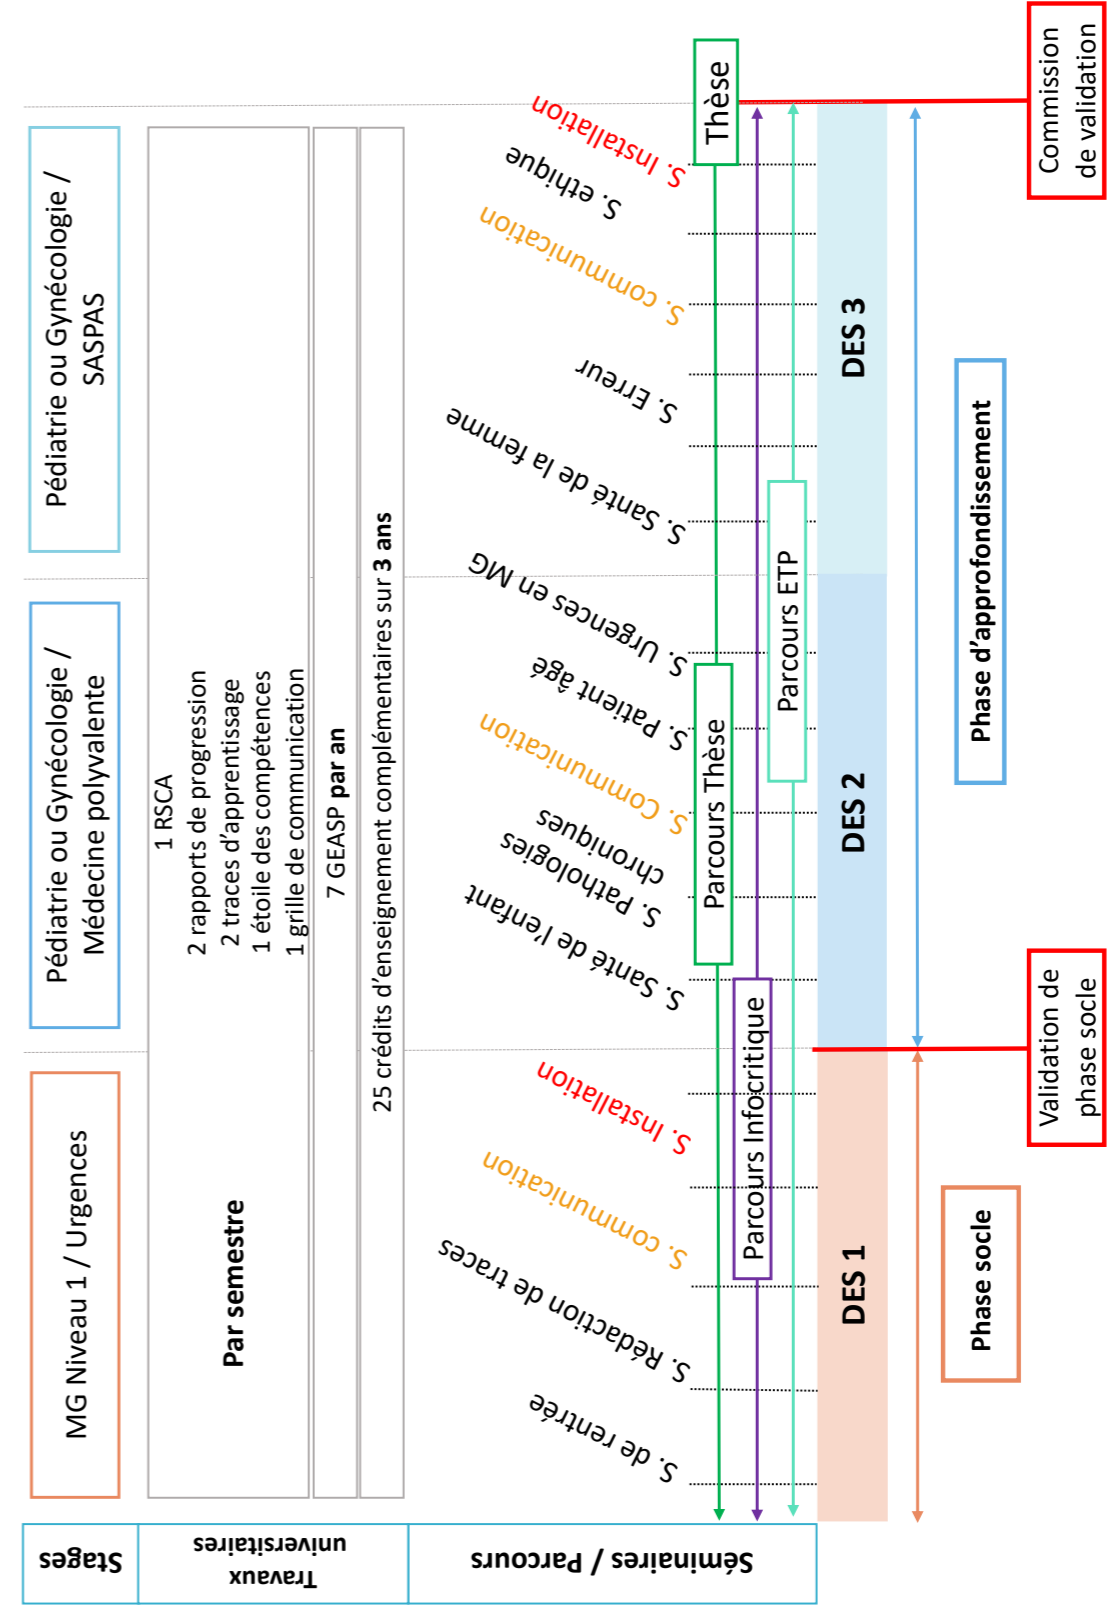 Stages
MG Niveau 1 / Urgences
Pédiatrie ou Gynécologie /
Médecine polyvalente
Pédiatrie ou Gynécologie /
SASPAS
Travaux
universitaires
Par semestre
1 RSCA
2 rapports de progression
2 traces d'apprentissage
1 étoile des compétences
1 grille de communication
7 GEASP par an
25 crédits d'enseignement complémentaires sur 3 ans
Séminaires / Parcours
S. de rentrée
S. Rédaction de traces
S. communication
S. Installation
S. Santé de l'enfant
S. Pathologies
chroniques
S. Communication
S. Patient âgé
S. Urgences en MG
S. Santé de la femme
S. Erreur
S. communication
S. ethique
S. Installation
Parcours Thèse
Thèse
Parcours Infocritique
Parcours ETP
DES 1
DES 2
DES 3
Phase socle
Phase d'approfondissement
Validation de
phase socle
Commission
de validation